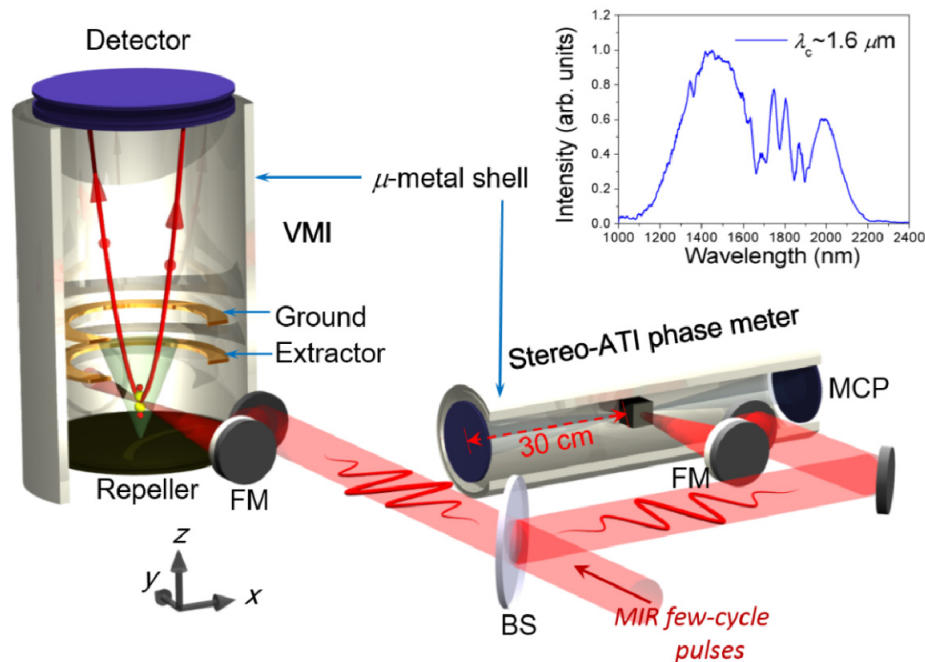 Detector
μ-metal shell
VMI
Ground
Extractor
Repeller
FM
z
y
x
BS
MIR few-cycle
pulses
Stereo-ATI phase meter
MCP
30 cm
FM
λc~1.6 μm
Intensity (arb. units)
1.2
1.0
0.8
0.6
0.4
0.2
0.0
1000 1200 1400 1600 1800 2000 2200 2400
Wavelength (nm)